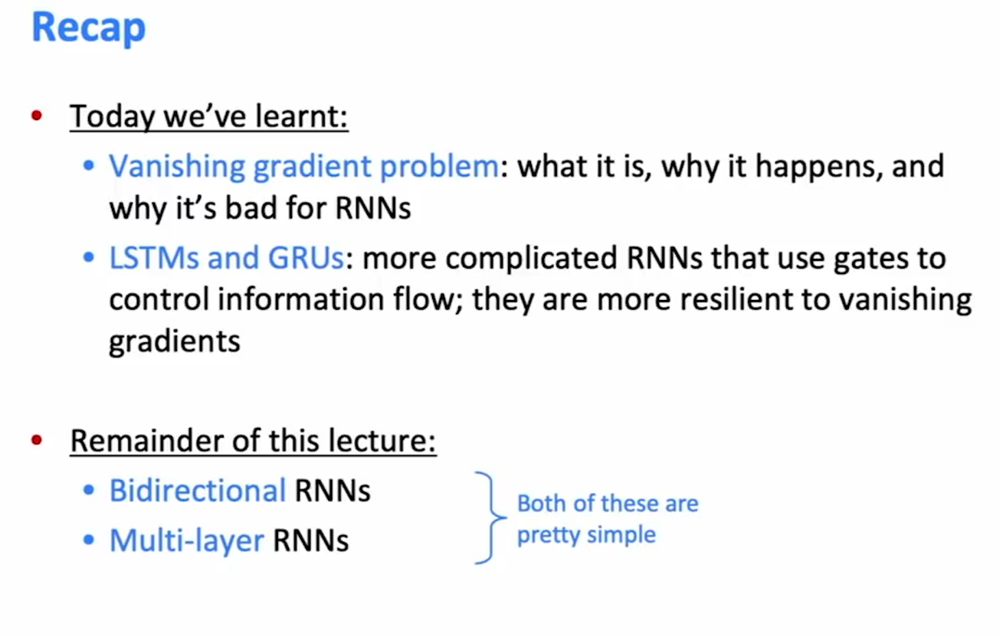 Recap
• Today we’ve learnt:
• Vanishing gradient problem: what it is, why it happens, and
why it’s bad for RNNs
• LSTMs and GRUs: more complicated RNNs that use gates to
control information flow; they are more resilient to vanishing
gradients
• Remainder of this lecture:
• Bidirectional RNNs
• Multi-layer RNNs
Both of these are
pretty simple